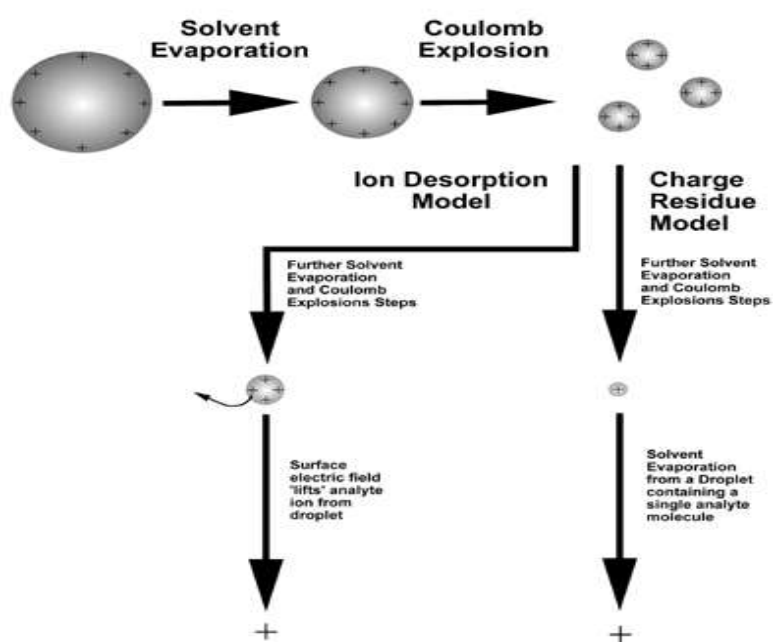 Solvent
Evaporation
Coulomb
Explosion
Ion Desorption
Model
Charge
Residue
Model
Further Solvent
Evaporation
and Coulomb
Explosions Steps
Further Solvent
Evaporation
and Coulomb
Explosions Steps
Surface
electric field
'lifts' analyte
ion from
droplet
Solvent
Evaporation
from a Droplet
containing a
single analyte
molecule
+
+